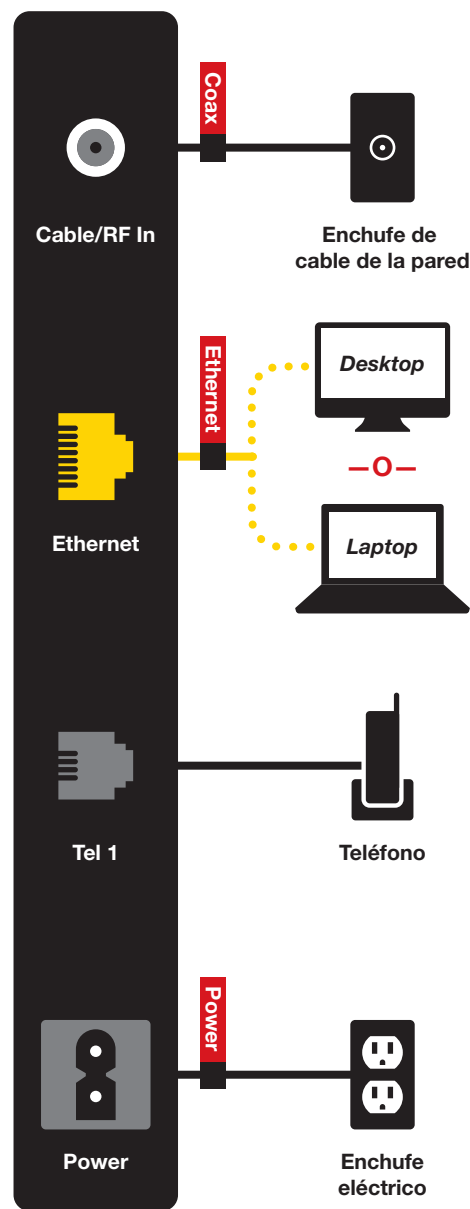 Coax
Cable/RF In
Enchufe de
cable de la pared
Ethernet
Desktop
O
Laptop
Ethernet
Tel 1
Teléfono
Power
Power
Enchufe
eléctrico